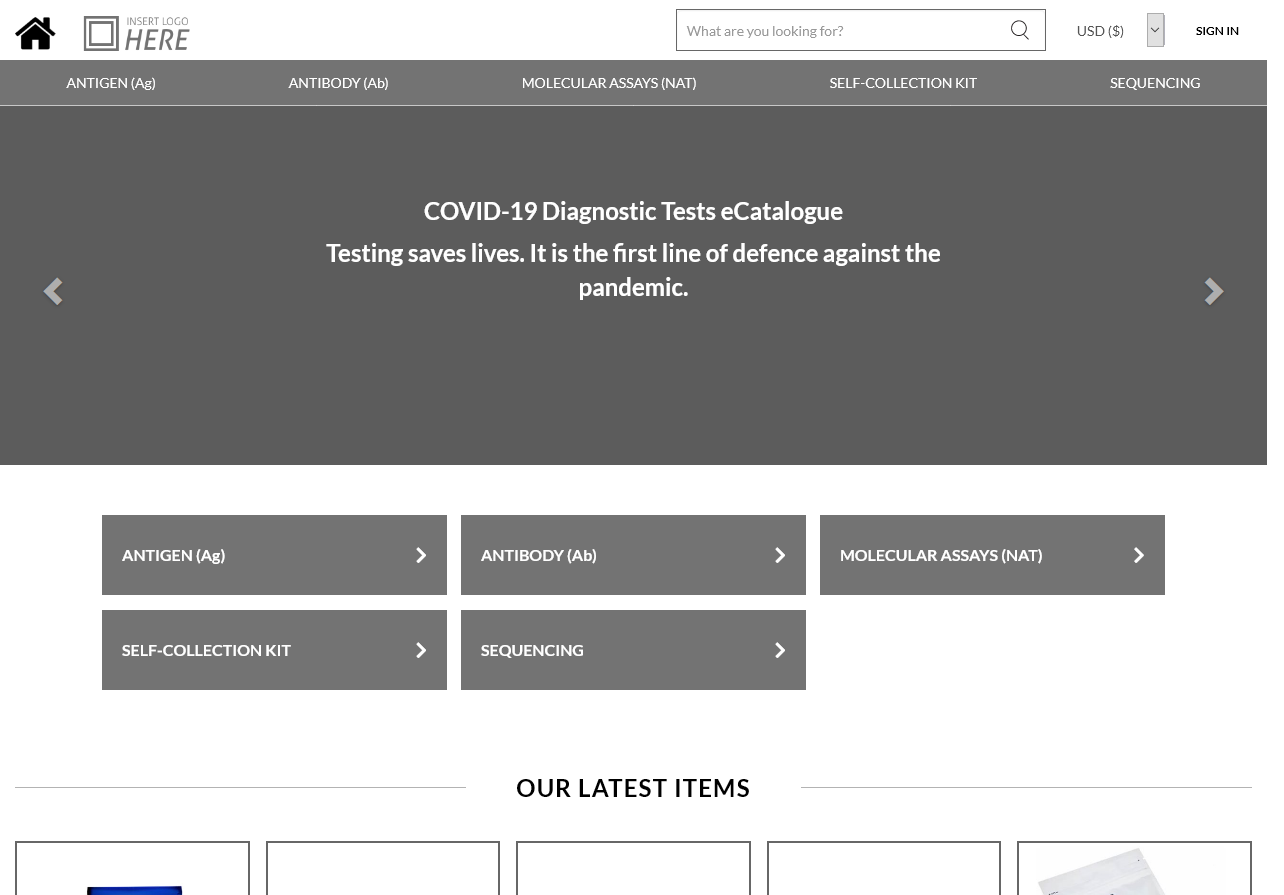 INSERT LOGO
HERE
What are you looking for?
USD ($)
SIGN IN
ANTIGEN (Ag)
ANTIBODY (Ab)
MOLECULAR ASSAYS (NAT)
SELF-COLLECTION KIT
SEQUENCING
COVID-19 Diagnostic Tests eCatalogue
Testing saves lives. It is the first line of defence against the
pandemic.
ANTIGEN (Ag)
ANTIBODY (Ab)
MOLECULAR ASSAYS (NAT)
SELF-COLLECTION KIT
SEQUENCING
OUR LATEST ITEMS